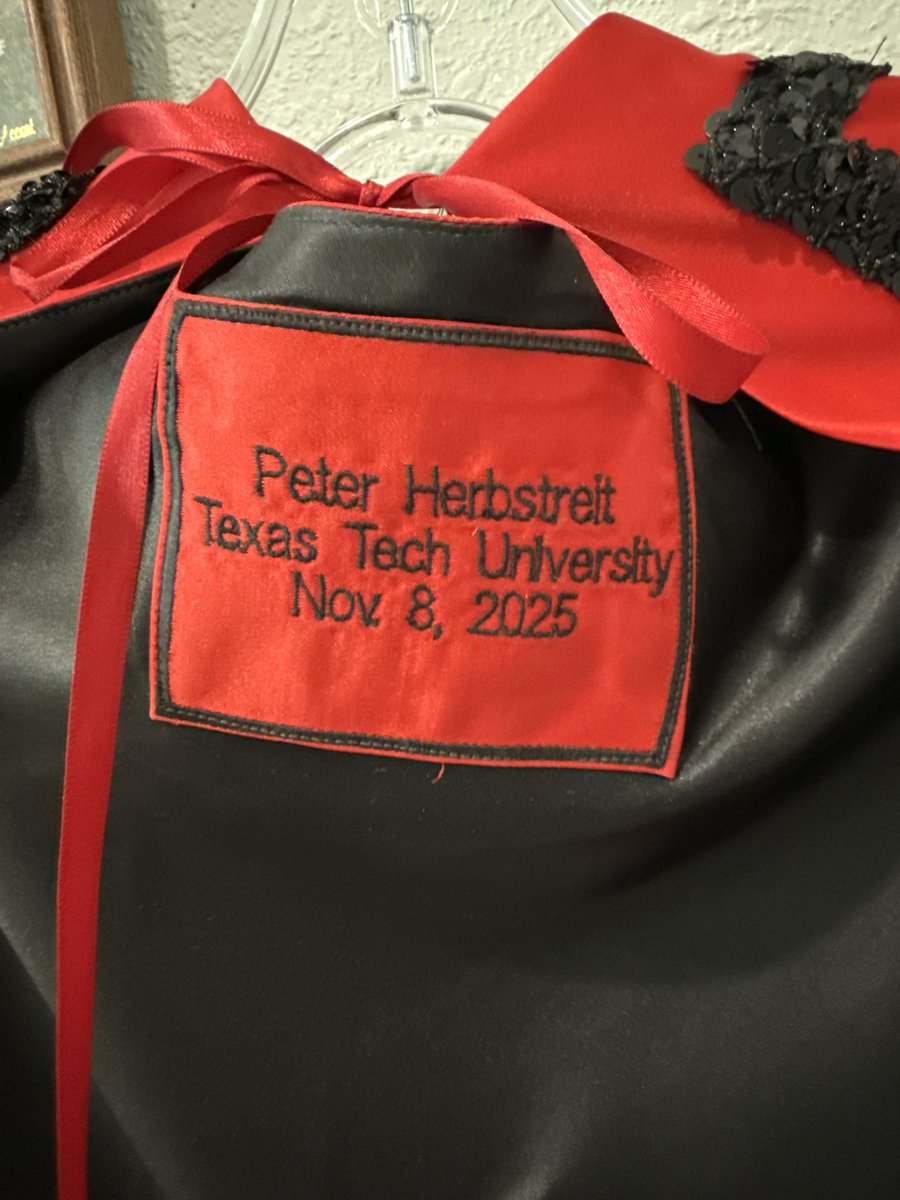 Peter Herbstreit
Texas Tech University
Nov. 8, 2025